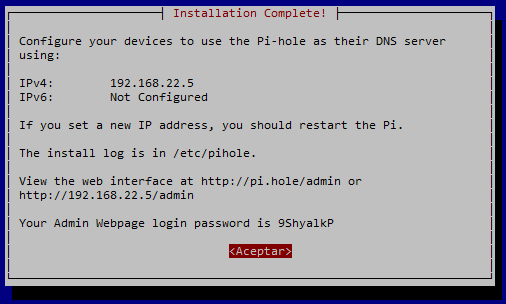 Installation Complete!
Configure your devices to use the Pi-hole as their DNS server
using:
IPv4: 192.168.22.5
IPv6: Not Configured
If you set a new IP address, you should restart the Pi.
The install log is in /etc/pihole.
View the web interface at http://pi.hole/admin or
http://192.168.22.5/admin
Your Admin Webpage login password is 9ShyalkP
<Aceptar>